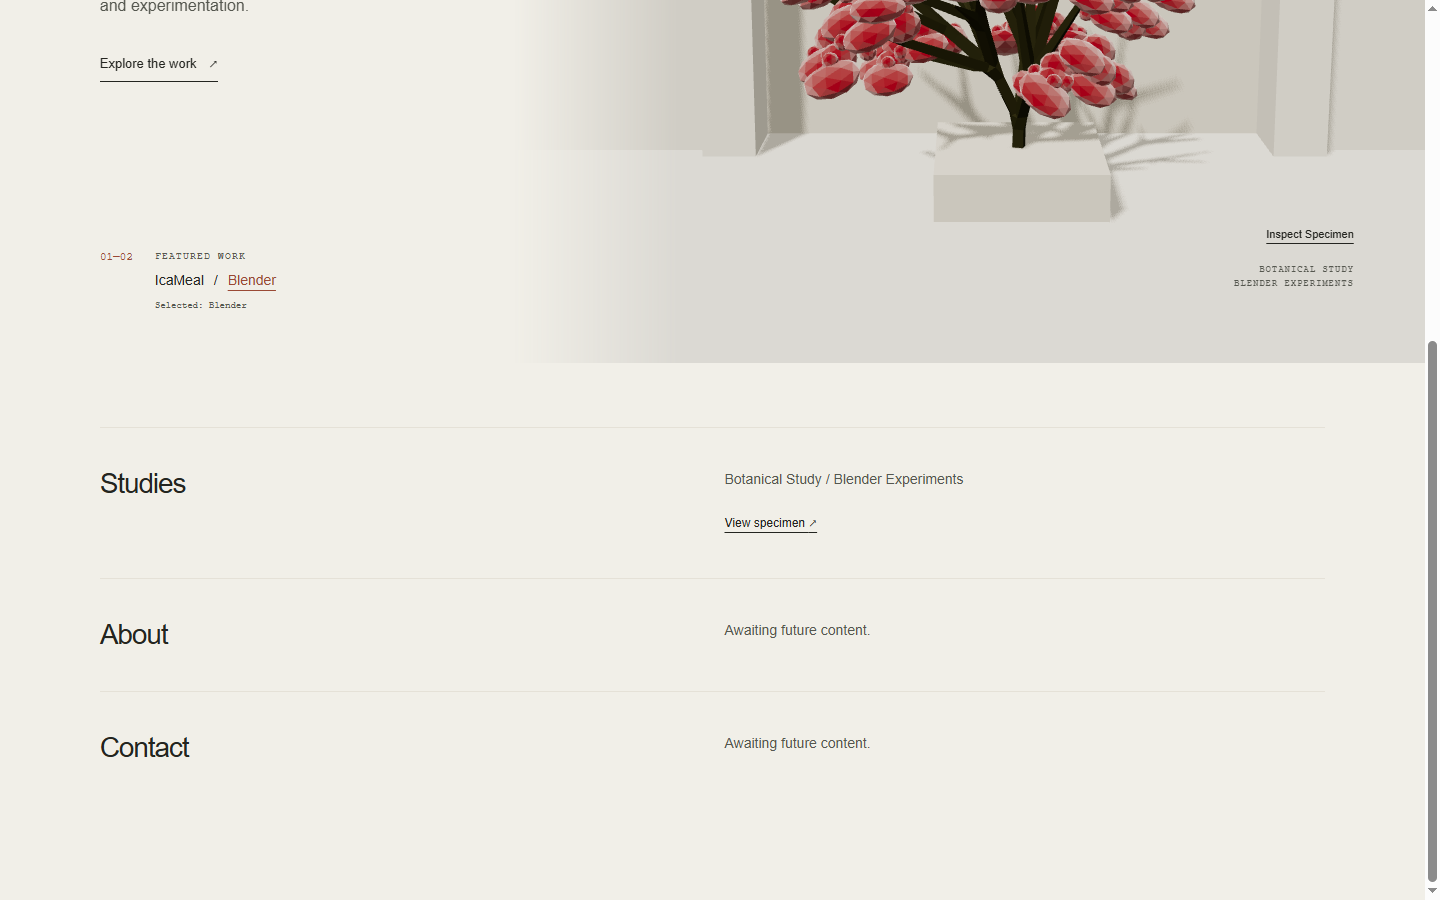 and experimentation.
Explore the work ↗
01—02
FEATURED WORK
IcaMeal / Blender
Selected: Blender
Inspect Specimen
BOTANICAL STUDY
BLENDER EXPERIMENTS
Studies
Botanical Study / Blender Experiments
View specimen ↗
About
Awaiting future content.
Contact
Awaiting future content.